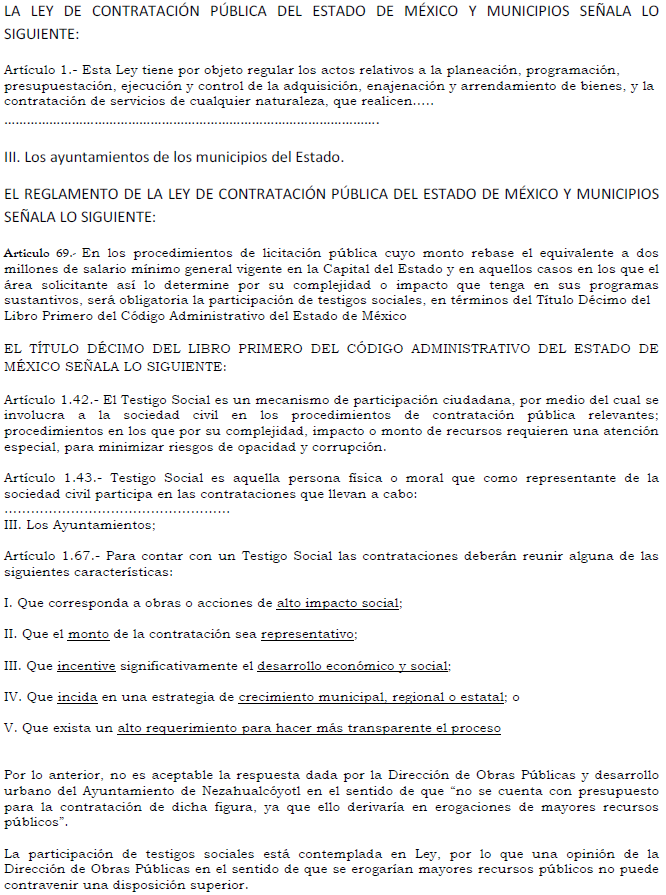 LA LEY DE CONTRATACIÓN PÚBLICA DEL ESTADO DE MÉXICO Y MUNICIPIOS SEÑALA LO
SIGUIENTE:
Artículo 1.- Esta Ley tiene por objeto regular los actos relativos a la planeación, programación,
presupuestación, ejecución y control de la adquisición, enajenación y arrendamiento de bienes, y la
contratación de servicios de cualquier naturaleza, que realicen…..
…………………………………………………………………………………….
III. Los ayuntamientos de los municipios del Estado.
EL REGLAMENTO DE LA LEY DE CONTRATACIÓN PÚBLICA DEL ESTADO DE MÉXICO Y MUNICIPIOS
SEÑALA LO SIGUIENTE:
Artículo 69.- En los procedimientos de licitación pública cuyo monto rebase el equivalente a dos
millones de salario mínimo general vigente en la Capital del Estado y en aquellos casos en los que el
área solicitante así lo determine por su complejidad o impacto que tenga en sus programas
sustantivos, será obligatoria la participación de testigos sociales, en términos del Título Décimo del
Libro Primero del Código Administrativo del Estado de México
EL TÍTULO DÉCIMO DEL LIBRO PRIMERO DEL CÓDIGO ADMINISTRATIVO DEL ESTADO DE
MÉXICO SEÑALA LO SIGUIENTE:
Artículo 1.42.- El Testigo Social es un mecanismo de participación ciudadana, por medio del cual se
involucra a la sociedad civil en los procedimientos de contratación pública relevantes;
procedimientos en los que por su complejidad, impacto o monto de recursos requieren una atención
especial, para minimizar riesgos de opacidad y corrupción.
Artículo 1.43.- Testigo Social es aquella persona física o moral que como representante de la
sociedad civil participa en las contrataciones que llevan a cabo:
……………………………………………
III. Los Ayuntamientos;
Artículo 1.67.- Para contar con un Testigo Social las contrataciones deberán reunir alguna de las
siguientes características:
I. Que corresponda a obras o acciones de alto impacto social;
II. Que el monto de la contratación sea representativo;
III. Que incentive significativamente el desarrollo económico y social;
IV. Que incida en una estrategia de crecimiento municipal, regional o estatal; o
V. Que exista un alto requerimiento para hacer más transparente el proceso
Por lo anterior, no es aceptable la respuesta dada por la Dirección de Obras Públicas y desarrollo
urbano del Ayuntamiento de Nezahualcóyotl en el sentido de que “no se cuenta con presupuesto
para la contratación de dicha figura, ya que ello derivaría en erogaciones de mayores recursos
públicos”.
La participación de testigos sociales está contemplada en Ley, por lo que una opinión de la
Dirección de Obras Públicas en el sentido de que se erogarían mayores recursos públicos no puede
contravenir una disposición superior.